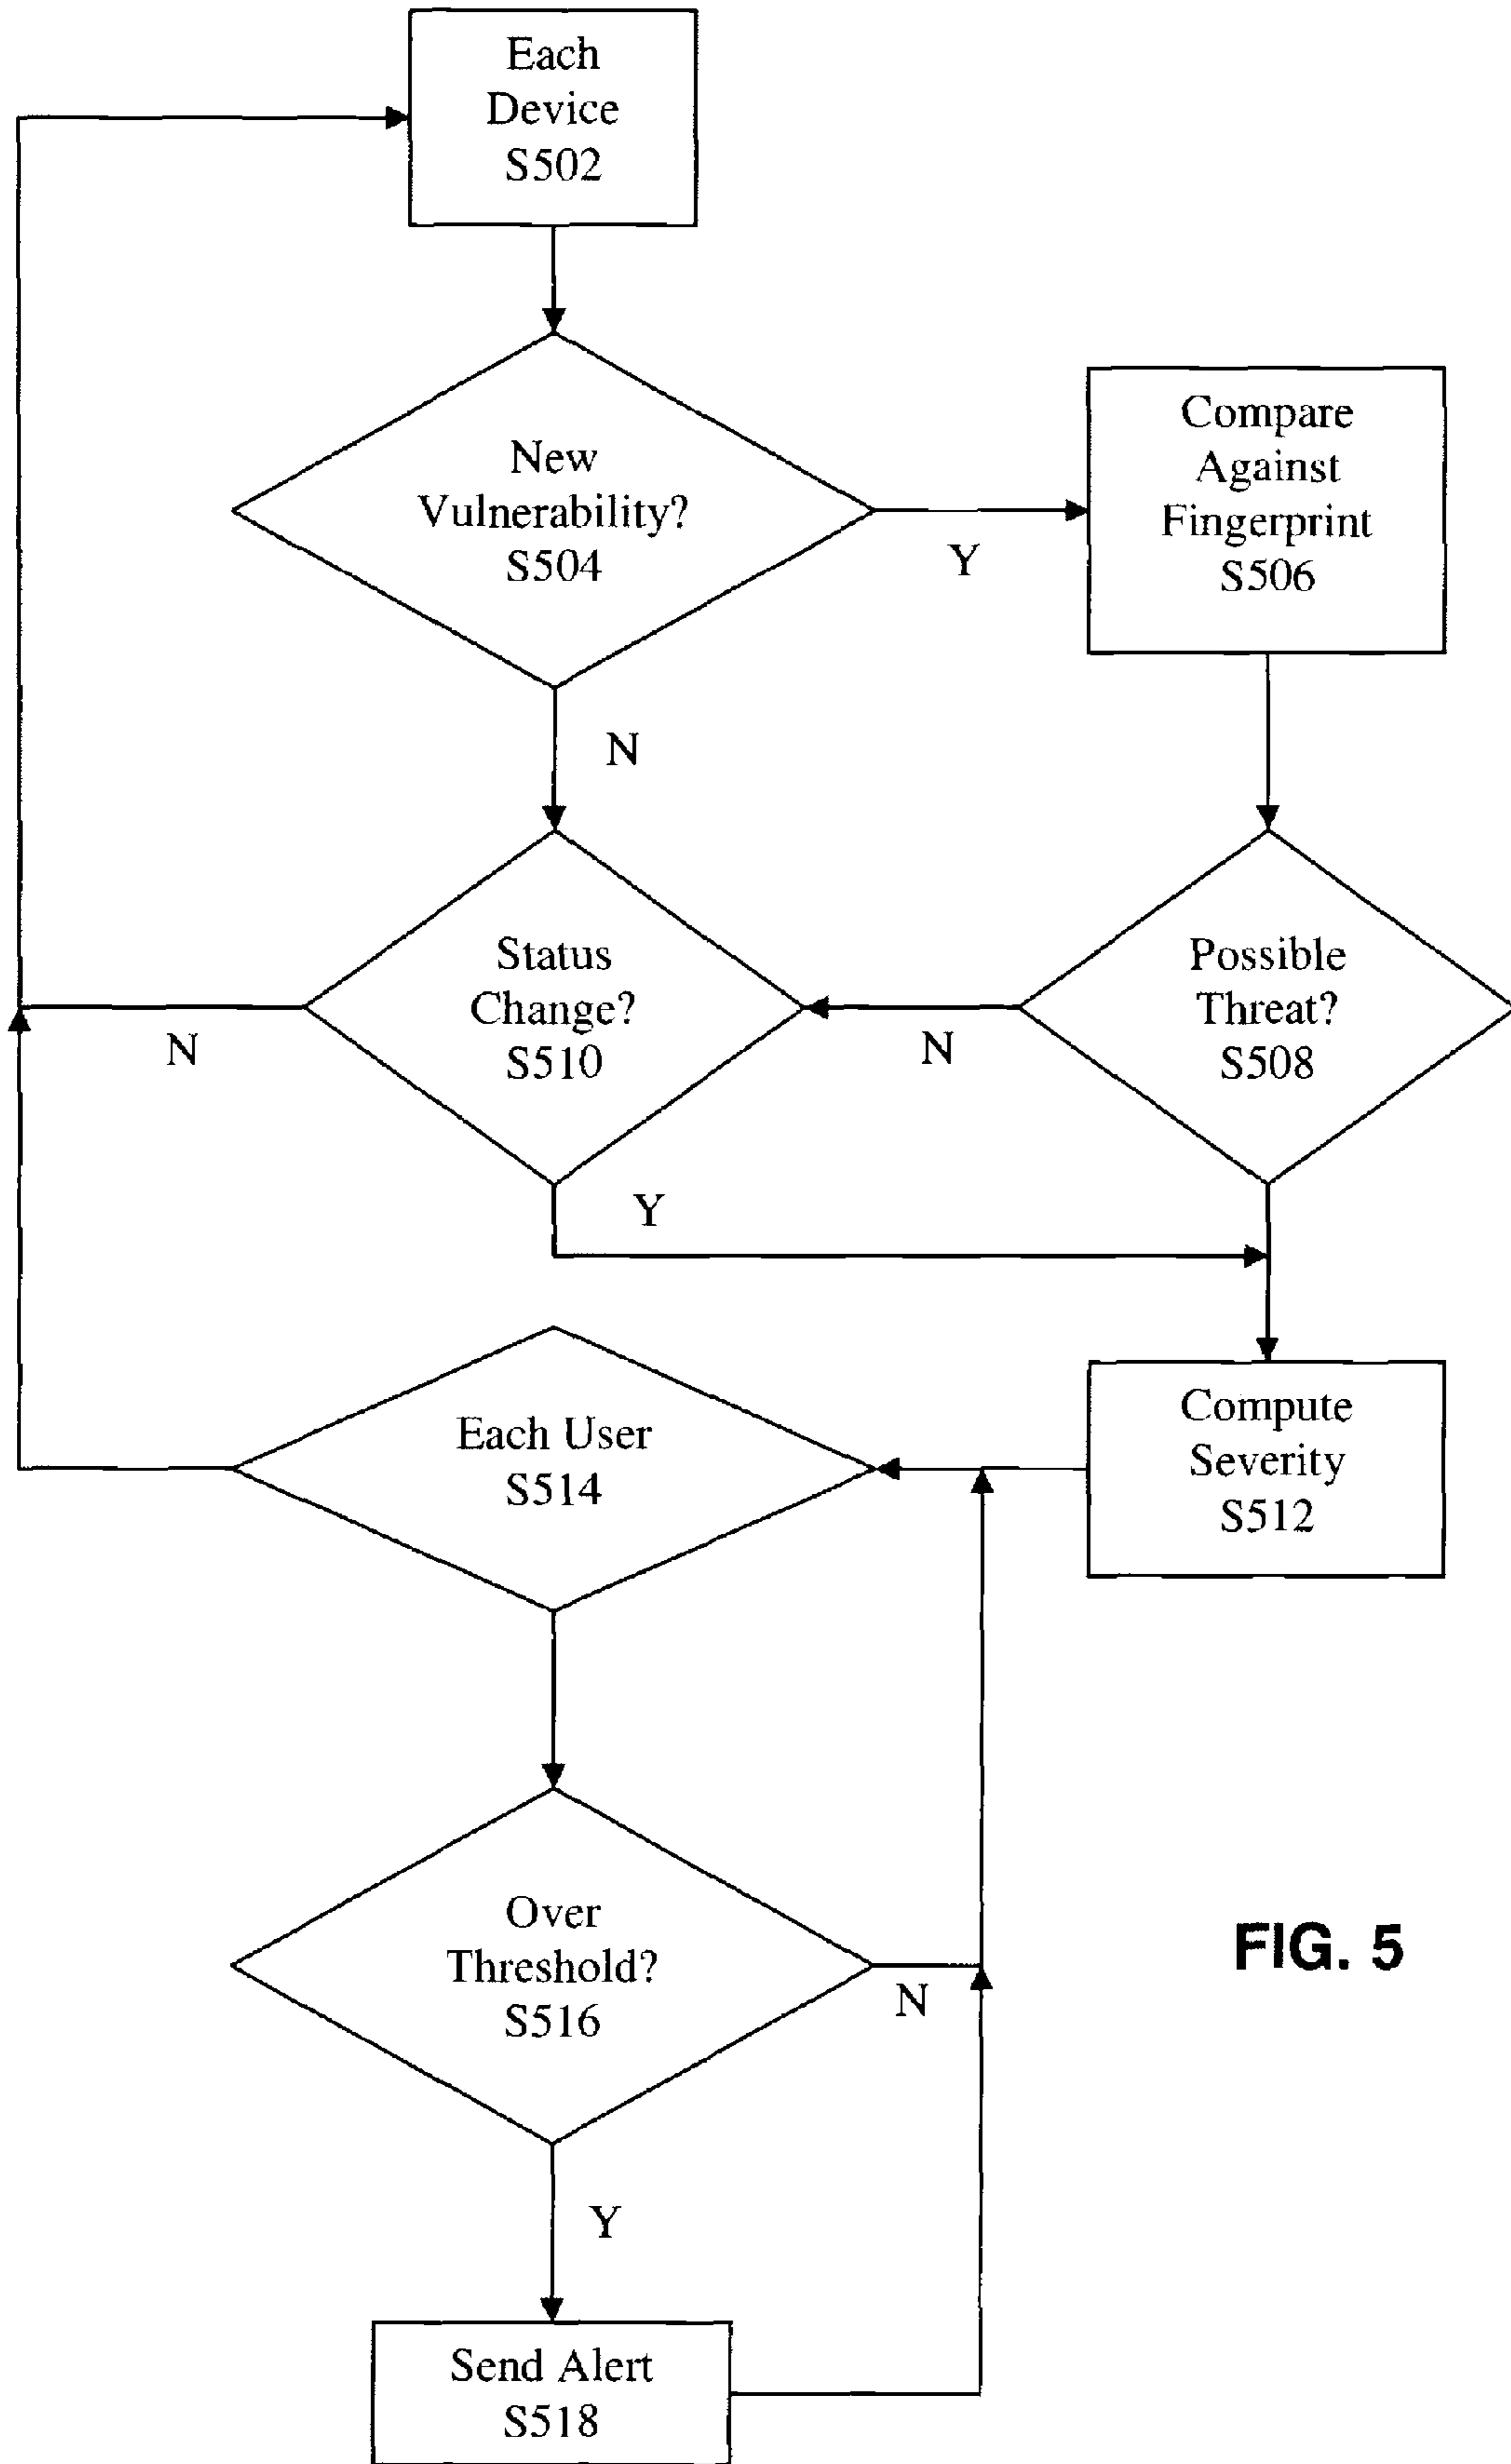 Each
Device
S502
New
Vulnerability?
S504
Y
Compare
Against
Fingerprint
S506
N
Status
Change?
S510
N
N
Possible
Threat?
S508
Y
Each User
S514
Compute
Severity
S512
Over
Threshold?
S516
N
FIG. 5
Y
Send Alert
S518